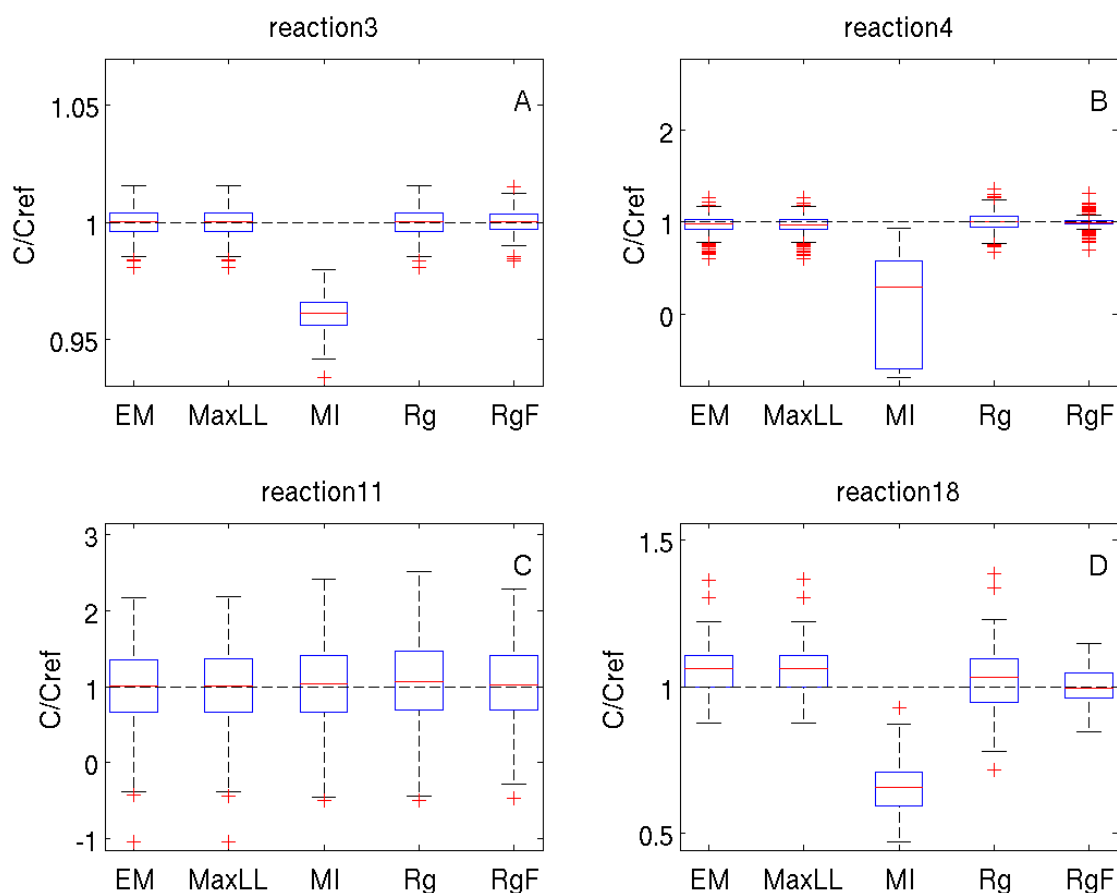 reaction3
A
C/Cref
1.05
1
0.95
EM MaxLL MI Rg RgF
reaction4
B
C/Cref
2
1
0
EM MaxLL MI Rg RgF
reaction11
C
C/Cref
3
2
1
0
-1
EM MaxLL MI Rg RgF
reaction18
D
C/Cref
1.5
1
0.5
EM MaxLL MI Rg RgF